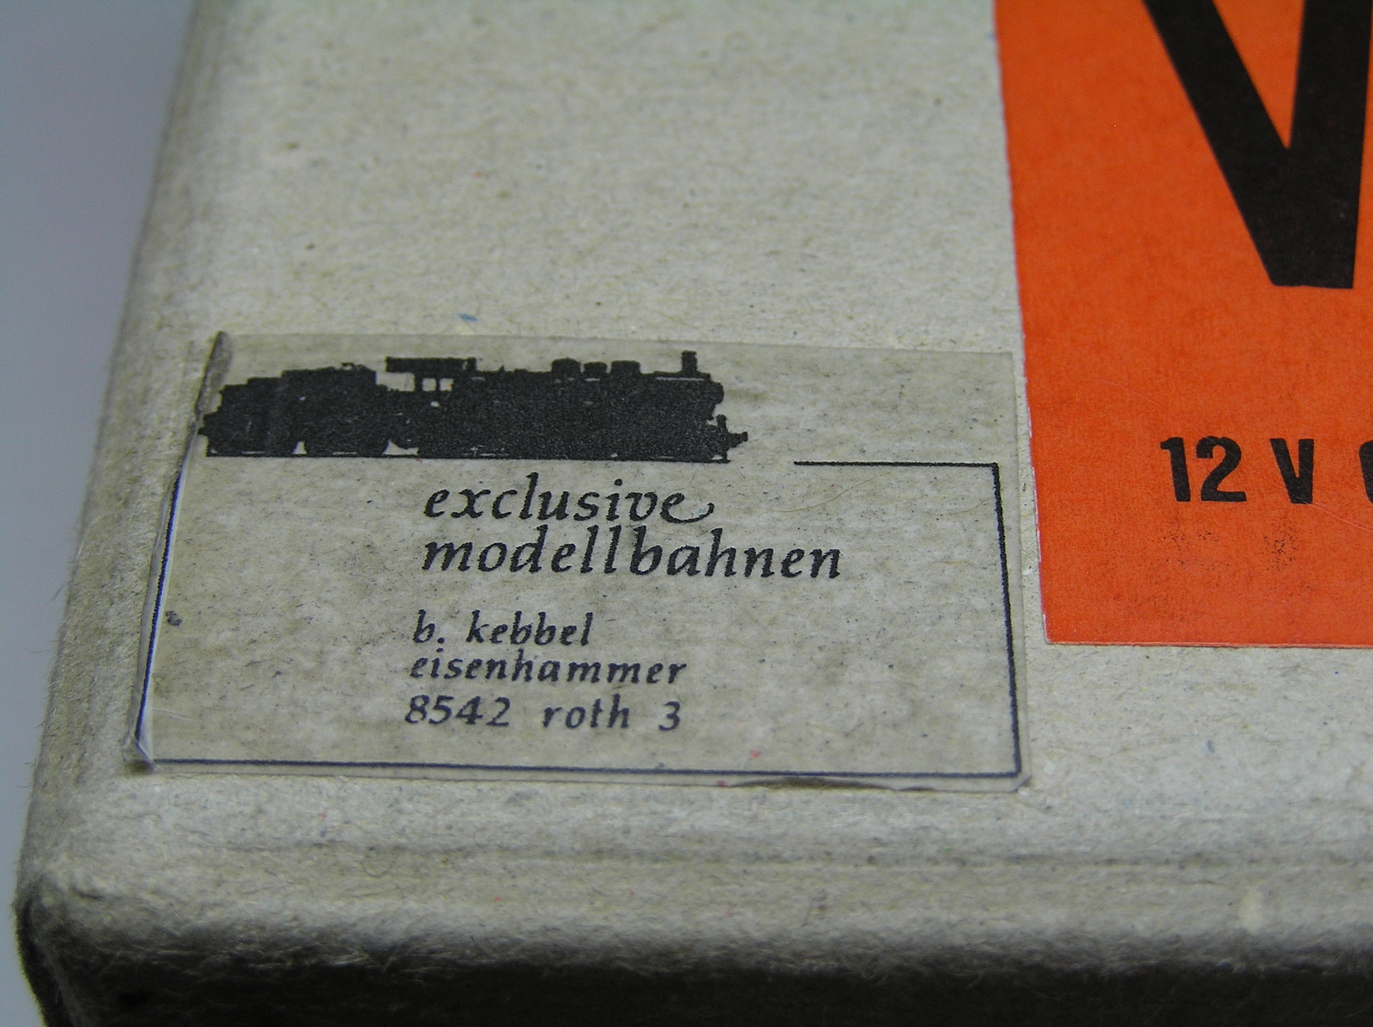 V
exclusive
modellbahnen
b. kebbel
eisenhammer
8542 roth 3
12 V